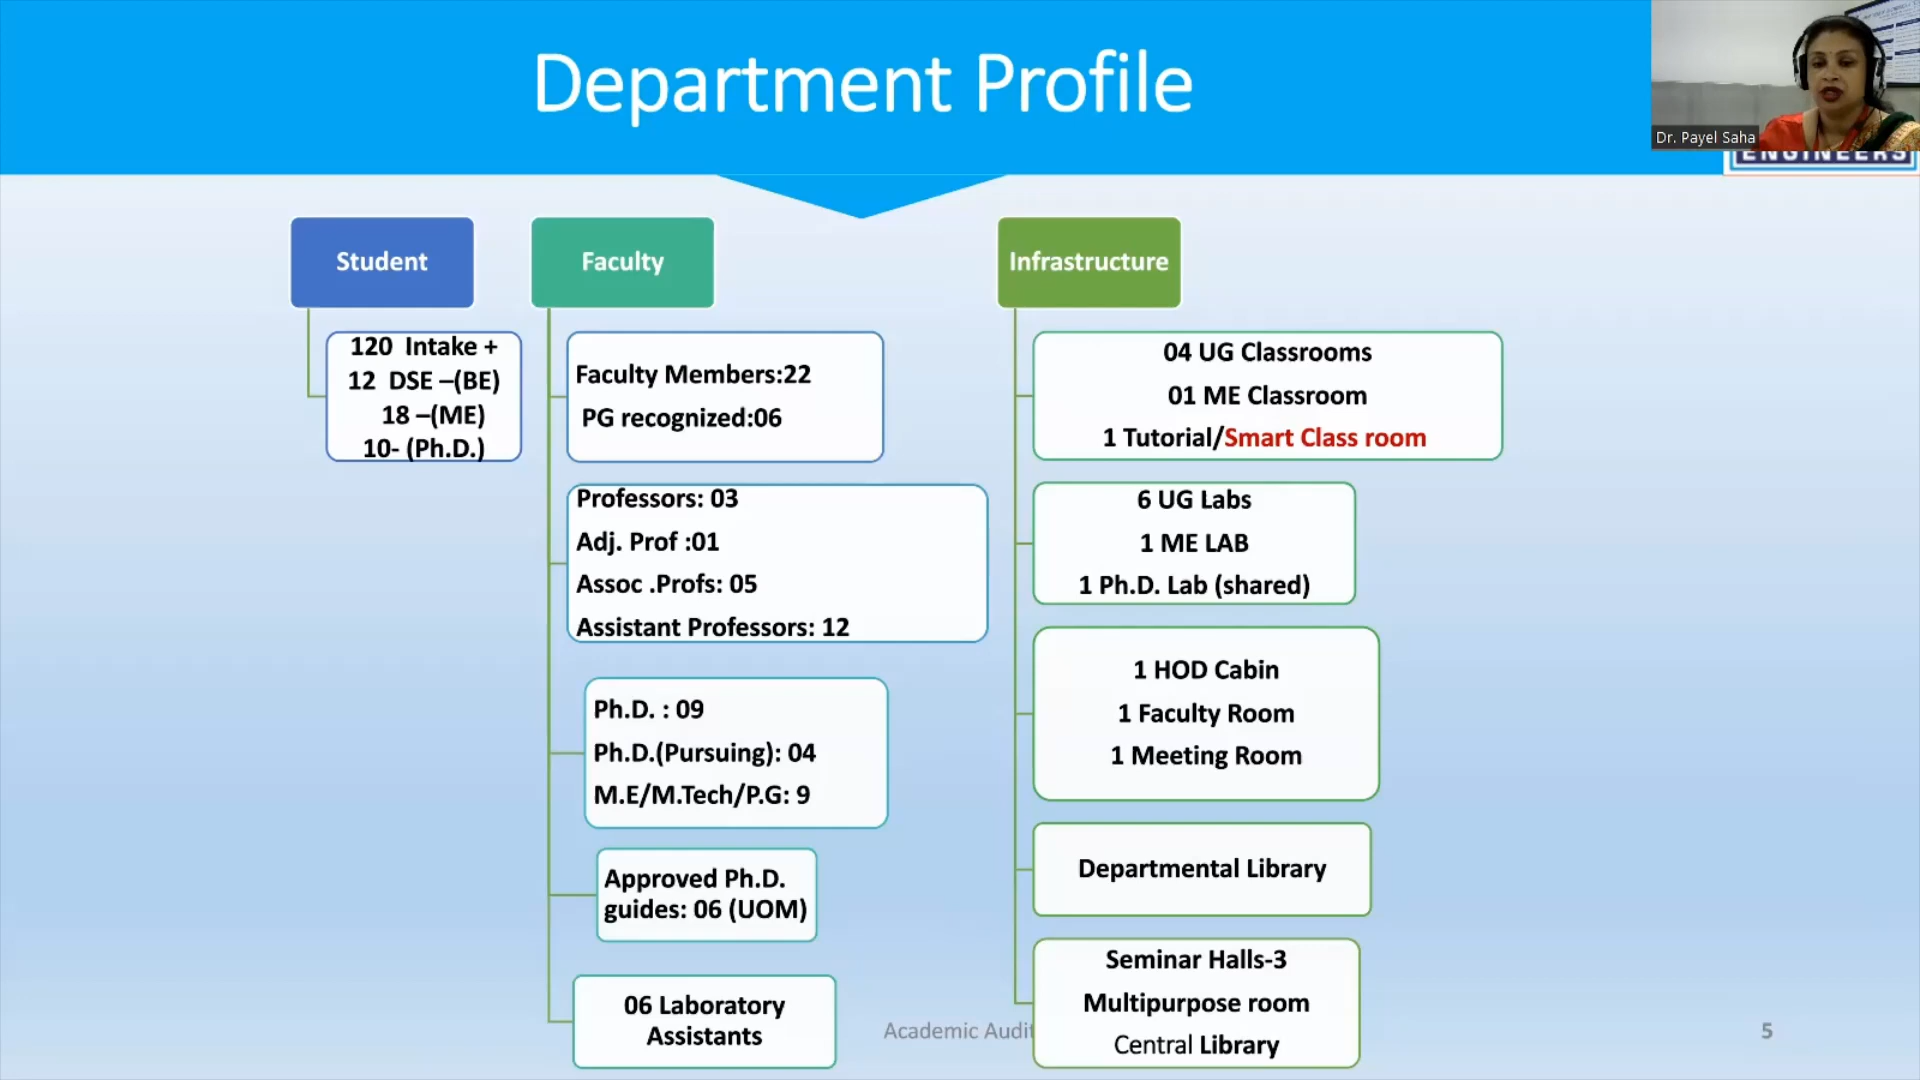 Department Profile
Dr. Payel Saha
ENGINEERS
Student
120 Intake +
12 DSE –(BE)
18 –(ME)
10- (Ph.D.)
Faculty
Faculty Members:22
PG recognized:06
Professors: 03
Adj. Prof :01
Assoc .Profs: 05
Assistant Professors: 12
Ph.D. : 09
Ph.D.(Pursuing): 04
M.E/M.Tech/P.G: 9
Approved Ph.D.
guides: 06 (UOM)
06 Laboratory
Assistants
Infrastructure
04 UG Classrooms
01 ME Classroom
1 Tutorial/Smart Class room
6 UG Labs
1 ME LAB
1 Ph.D. Lab (shared)
1 HOD Cabin
1 Faculty Room
1 Meeting Room
Departmental Library
Seminar Halls-3
Multipurpose room
Central Library
Academic Audit
5